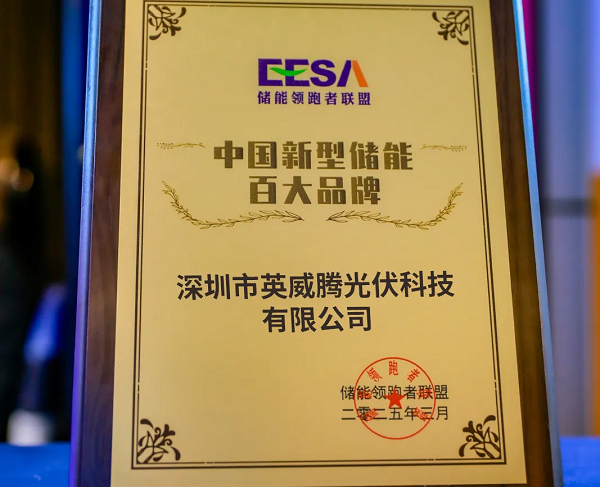 EESA
储能领跑者联盟
中国新型储能
百大品牌
深圳市英威腾光伏科技
有限公司
储能领跑者联盟
二零二五年三月